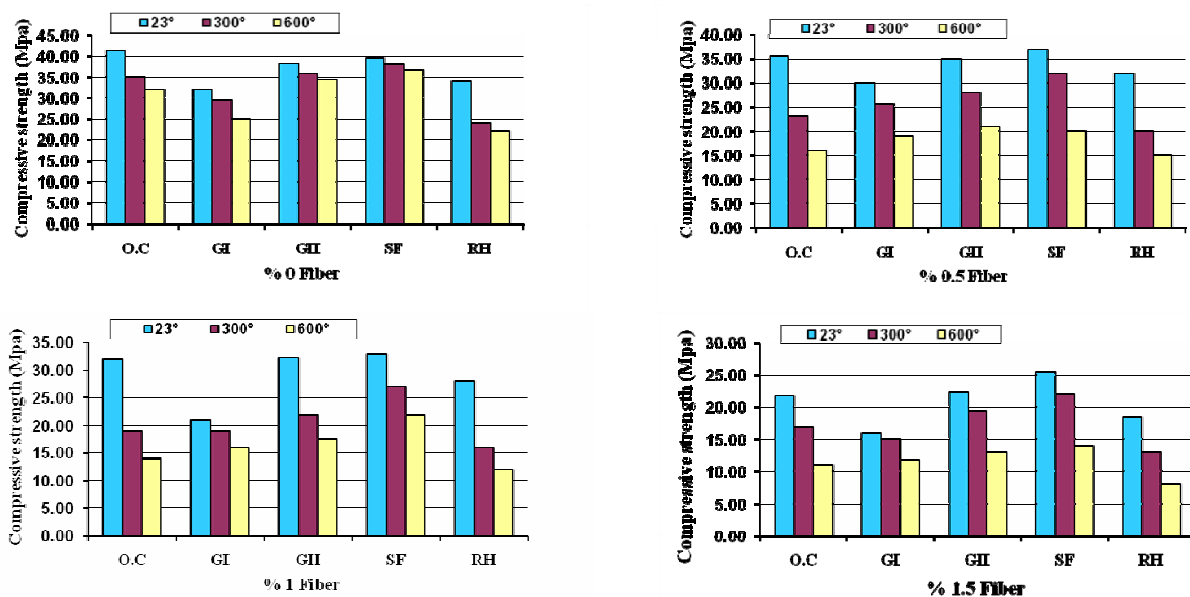 23° 300° 600°
Compressive strength (Mpa)
45.00
40.00
35.00
30.00
25.00
20.00
15.00
10.00
5.00
0.00
O.C GI GII SF RH
% 0 Fiber
23° 300° 600°
Compressive strength (Mpa)
40.00
35.00
30.00
25.00
20.00
15.00
10.00
5.00
0.00
O.C GI GII SF RH
% 0.5 Fiber
23° 300° 600°
Compressive strength (Mpa)
35.00
30.00
25.00
20.00
15.00
10.00
5.00
0.00
O.C GI GII SF RH
% 1 Fiber
23° 300° 600°
Compressive strength (Mpa)
25.00
20.00
15.00
10.00
5.00
0.00
O.C GI GII SF RH
% 1.5 Fiber